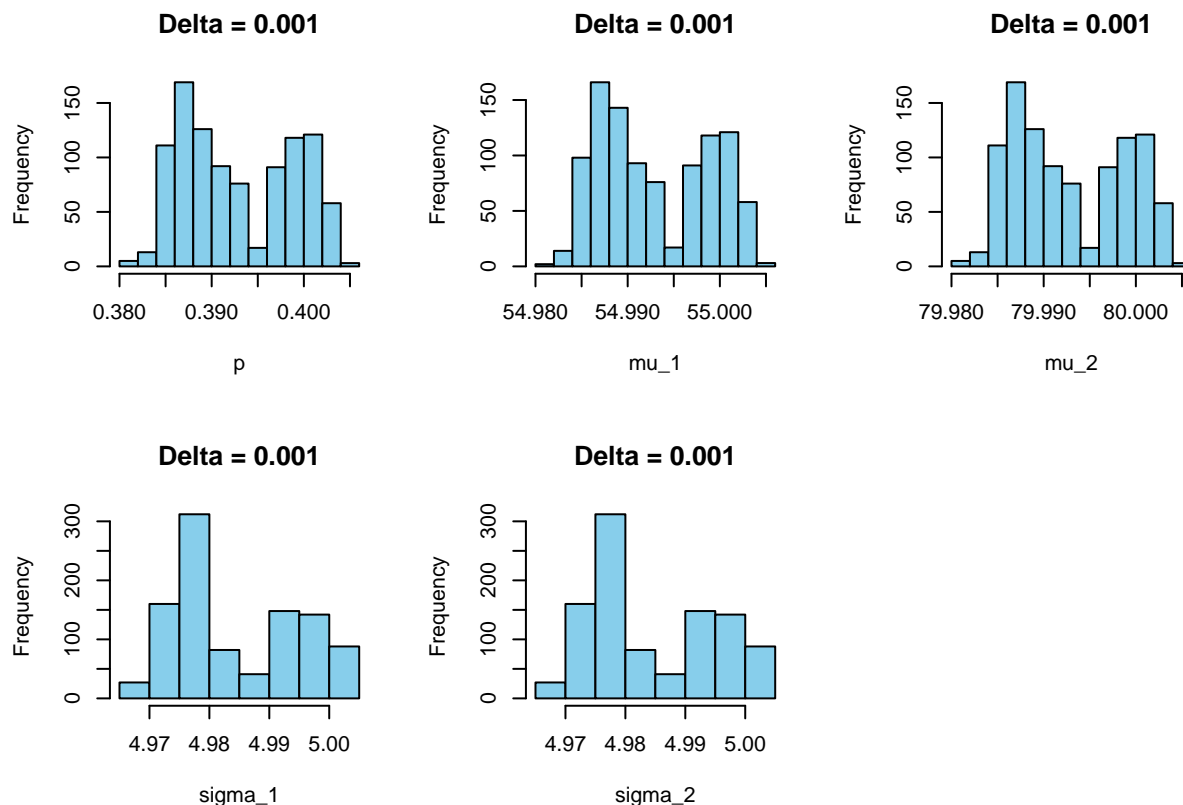 Delta = 0.001
Frequency
0 50 100 150
0.380 0.390 0.400
p
Delta = 0.001
Frequency
0 50 100 150
54.980 54.990 55.000
mu_1
Delta = 0.001
Frequency
0 50 100 150
79.980 79.990 80.000
mu_2
Delta = 0.001
Frequency
0 100 200 300
4.97 4.98 4.99 5.00
sigma_1
Delta = 0.001
Frequency
0 100 200 300
4.97 4.98 4.99 5.00
sigma_2